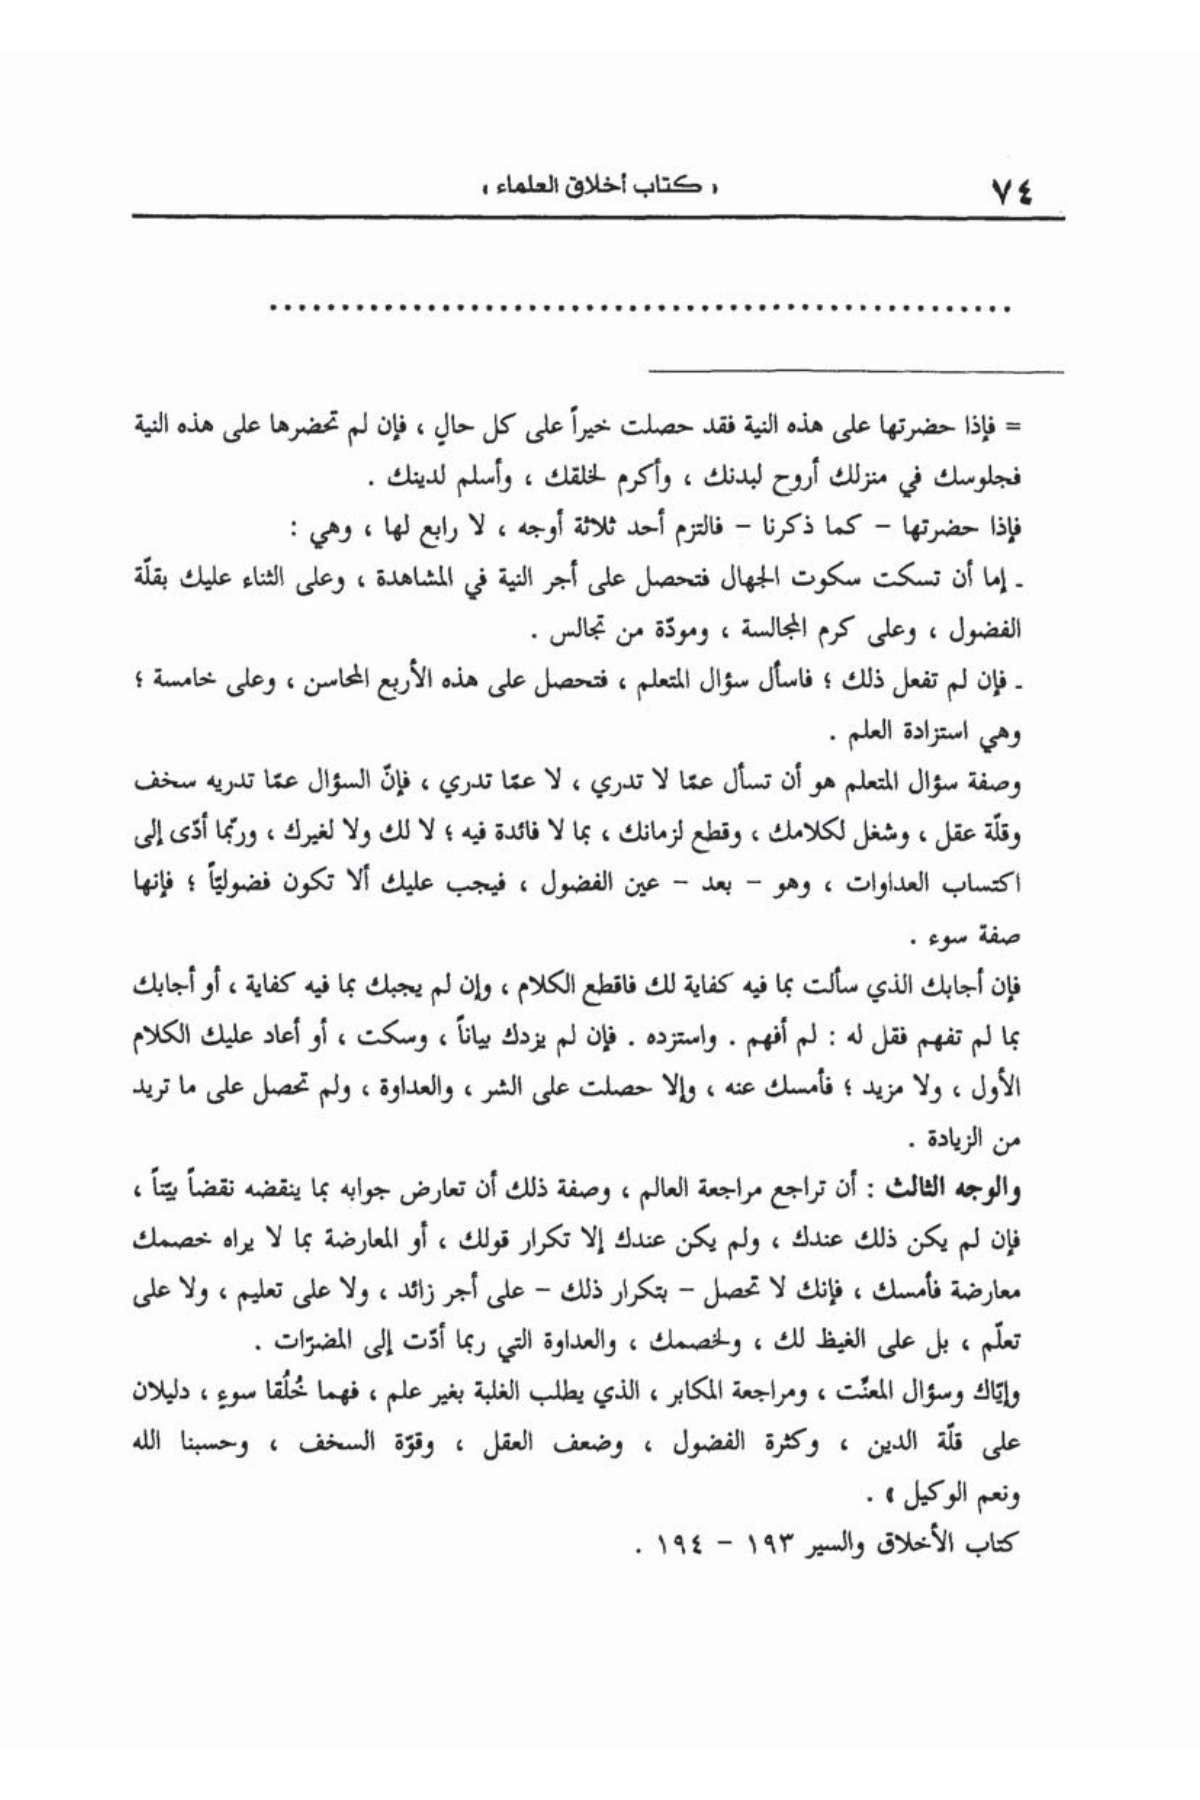 ٧٤
« كتاب أخلاق العلماء »
..................................................
= فإذا حضرتها على هذه النية فقد حصلت خيراً على كل حالٍ ، فإن لم تحضرها على هذه النية
فجلوسك في منزلك أروح لبدنك ، وأكرم لخلقك ، وأسلم لدينك .
فإذا حضرتها – كما ذكرنا – فالتزم أحد ثلاثة أوجه ، لا رابع لها ، وهي :
ـ إما أن تسكت سكوت الجهال فتحصل على أجر النية في المشاهدة ، وعلى الثناء عليك بقلّة
الفضول ، وعلى كرم المجالسة ، ومودّة من تجالس .
ـ فإن لم تفعل ذلك ؛ فاسأل سؤال المتعلم ، فتحصل على هذه الأربع المحاسن ، وعلى خامسة ؛
وهي استزادة العلم .
وصفة سؤال المتعلم هو أن تسأل عمّا لا تدري ، لا عمّا تدري ، فإنّ السؤال عمّا تدريه سخف
وقلّة عقل ، وشغل لكلامك ، وقطع لزمانك ، بما لا فائدة فيه ؛ لا لك ولا لغيرك ، وربّما أدّى إلى
اكتساب العداوات ، وهو – بعد – عين الفضول ، فيجب عليك ألا تكون فضوليّاً ؛ فإنها
صفة سوء .
فإن أجابك الذي سألت بما فيه كفاية لك فاقطع الكلام ، وإن لم يجبك بما فيه كفاية ، أو أجابك
بما لم تفهم فقل له : لم أفهم . واستزده . فإن لم يزدك بياناً ، وسكت ، أو أعاد عليك الكلام
الأول ، ولا مزيد ؛ فأمسك عنه ، وإلا حصلت على الشر ، والعداوة ، ولم تحصل على ما تريد
من الزيادة .
والوجه الثالث : أن تراجع مراجعة العالم ، وصفة ذلك أن تعارض جوابه بما ينقضه نقضاً بيّناً ،
فإن لم يكن ذلك عندك ، ولم يكن عندك إلا تكرار قولك ، أو المعارضة بما لا يراه خصمك
معارضة فأمسك ، فإنك لا تحصل – بتكرار ذلك – على أجر زائد ، ولا على تعليم ، ولا على
تعلّم ، بل على الغيظ لك ، ولخصمك ، والعداوة التي ربما أدّت إلى المضرّات .
وإيّاك وسؤال المعنّت ، ومراجعة المكابر ، الذي يطلب الغلبة بغير علم ، فهما خُلُقا سوءٍ ، دليلان
على قلّة الدين ، وكثرة الفضول ، وضعف العقل ، وقوّة السخف ، وحسبنا الله
ونعم الوكيل » .
كتاب الأخلاق والسير ١٩٣ – ١٩٤ .